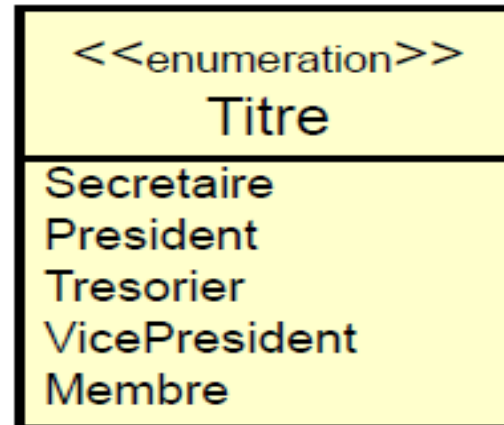 <<enumeration>>
Titre
Secretaire
President
Tresorier
VicePresident
Membre